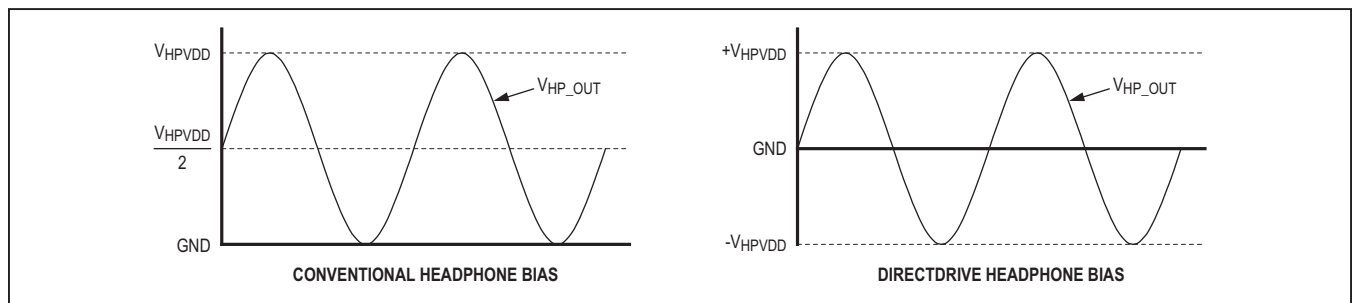 VHPVDD
VHP_OUT
VHPVDD
2
GND
CONVENTIONAL HEADPHONE BIAS
+VHPVDD
VHP_OUT
GND
-VHPVDD
DIRECTDRIVE HEADPHONE BIAS